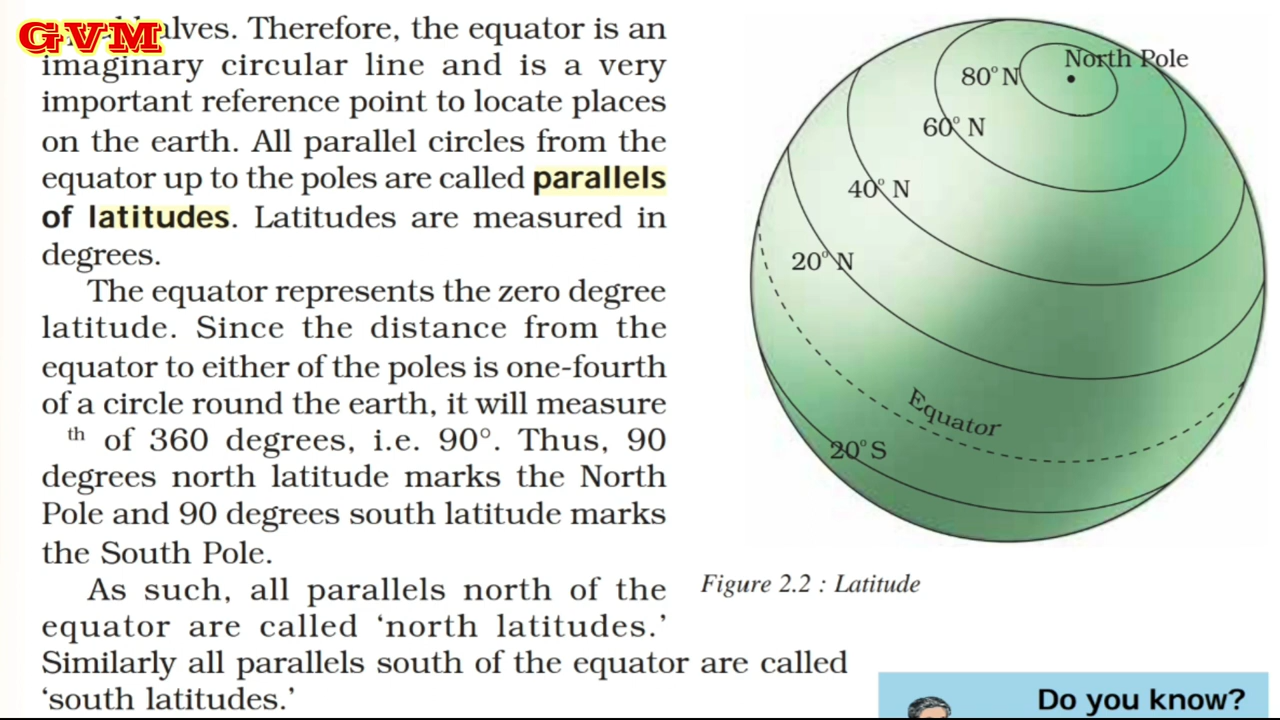 GVM
alves. Therefore, the equator is an
imaginary circular line and is a very
important reference point to locate places
on the earth. All parallel circles from the
equator up to the poles are called parallels
of latitudes. Latitudes are measured in
degrees.
The equator represents the zero degree
latitude. Since the distance from the
equator to either of the poles is one-fourth
of a circle round the earth, it will measure
th of 360 degrees, i.e. 90°. Thus, 90
degrees north latitude marks the North
Pole and 90 degrees south latitude marks
the South Pole.
As such, all parallels north of the
equator are called ‘north latitudes.’
Similarly all parallels south of the equator are called
‘south latitudes.’
North Pole
80° N
60° N
40° N
20° N
Equator
20° S
Figure 2.2 : Latitude
Do you know?